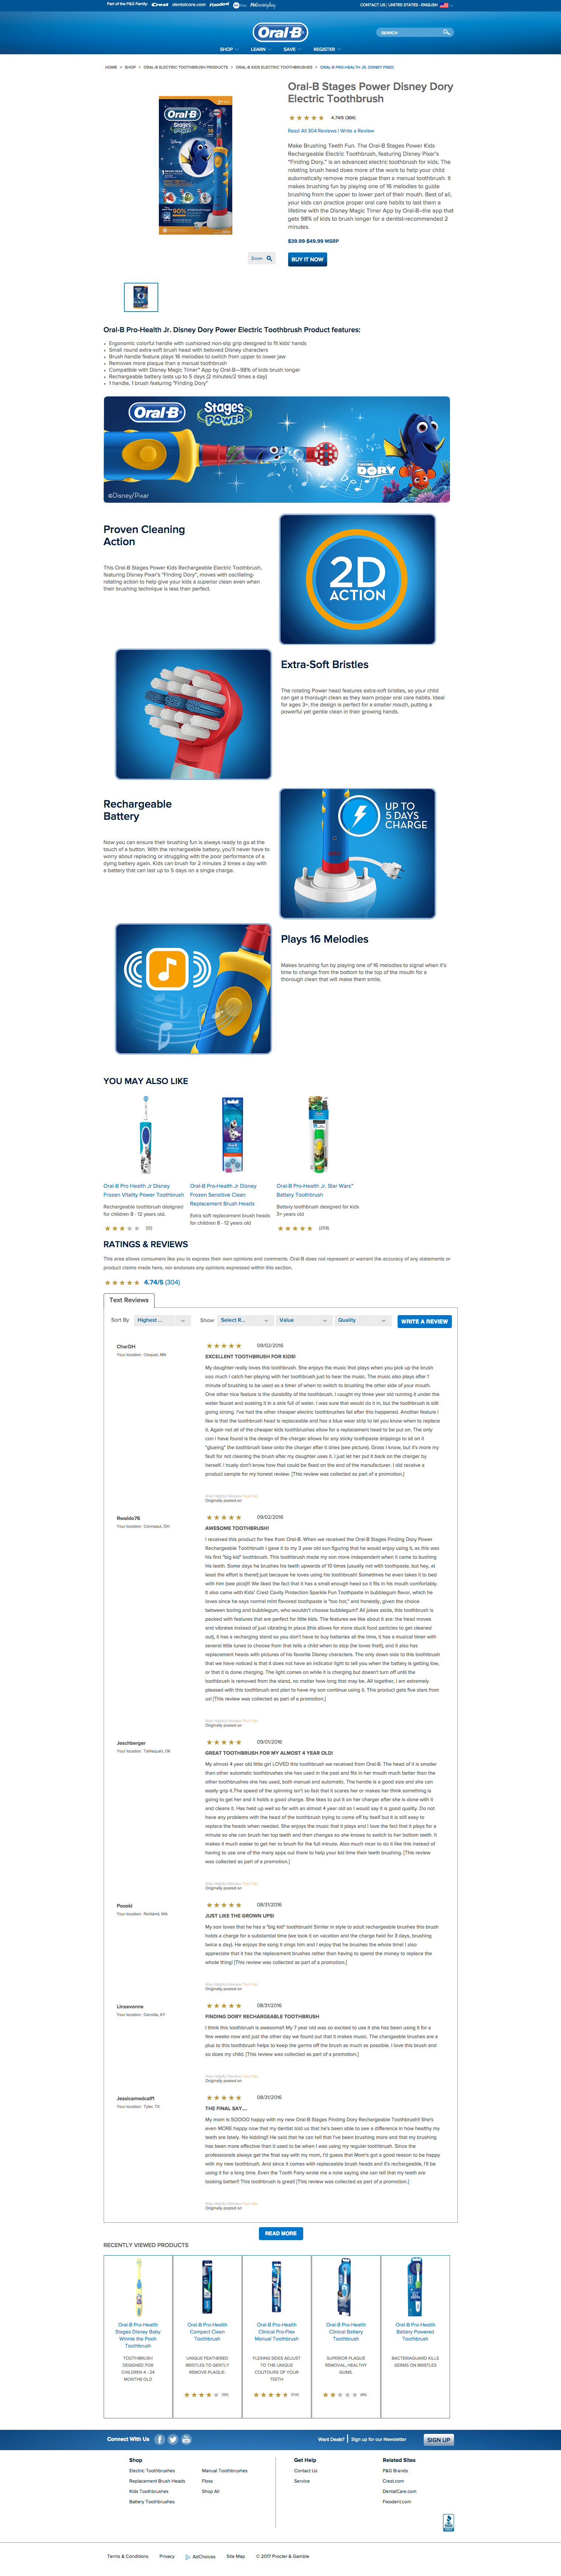 Part of the P&G Family: Crest dentalcare.com Fixodent P&G everyday
CONTACT US | UNITED STATES - ENGLISH
Oral-B
SEARCH
SHOP LEARN SAVE REGISTER
HOME > SHOP > ORAL-B ELECTRIC TOOTHBRUSH PRODUCTS > ORAL-B KIDS ELECTRIC TOOTHBRUSHES > ORAL-B PRO-HEALTH JR. DISNEY FINDI
Oral-B Stages Power Disney Dory
Electric Toothbrush
4.74/5 (304)
Read All 304 Reviews | Write a Review
Make Brushing Teeth Fun. The Oral-B Stages Power Kids
Rechargeable Electric Toothbrush, featuring Disney Pixar's
"Finding Dory," is an advanced electric toothbrush for kids. The
rotating brush head does more of the work to help your child
automatically remove more plaque than a manual toothbrush. It
makes brushing fun by playing one of 16 melodies to guide
brushing from the upper to lower part of their mouth. Best of all,
your kids can practice proper oral care habits to last them a
lifetime with the Disney Magic Timer App by Oral-B–the app that
gets 98% of kids to brush longer for a dentist-recommended 2
minutes.
$39.99-$49.99 MSRP
BUY IT NOW
Oral-B
Stages
POWER
Disney
90%
Zoom
Oral-B Pro-Health Jr. Disney Dory Power Electric Toothbrush Product features:
• Ergonomic colorful handle with cushioned non-slip grip designed to fit kids' hands
• Small round extra-soft brush head with beloved Disney characters
• Brush handle feature plays 16 melodies to switch from upper to lower jaw
• Removes more plaque than a manual toothbrush
• Compatible with Disney Magic Timer™ App by Oral-B—98% of kids brush longer
• Rechargeable battery lasts up to 5 days (2 minutes/2 times a day)
• 1 handle, 1 brush featuring "Finding Dory"
Oral-B Stages POWER
FINDING DORY
©Disney/Pixar
Proven Cleaning
Action
This Oral-B Stages Power Kids Rechargeable Electric Toothbrush,
featuring Disney Pixar's "Finding Dory", moves with oscillating-
rotating action to help give your kids a superior clean even when
their brushing technique is less than perfect.
2D
ACTION
Extra-Soft Bristles
The rotating Power head features extra-soft bristles, so your child
can get a thorough clean as they learn proper oral care habits. Ideal
for ages 3+, the design is perfect for a smaller mouth, putting a
powerful yet gentle clean in their growing hands.
Rechargeable
Battery
Now you can ensure their brushing fun is always ready to go at the
touch of a button. With the rechargeable battery, you'll never have to
worry about replacing or struggling with the poor performance of a
dying battery again. Kids can brush for 2 minutes 2 times a day with
a battery that can last up to 5 days on a single charge.
UP TO
5 DAYS
CHARGE
Plays 16 Melodies
Makes brushing fun by playing one of 16 melodies to signal when it's
time to change from the bottom to the top of the mouth for a
thorough clean that will make them smile.
YOU MAY ALSO LIKE
Oral-B Pro Health Jr Disney
Frozen Vitality Power Toothbrush
Rechargeable toothbrush designed
for children 8 - 12 years old.
(12)
Oral-B Pro-Health Jr Disney
Frozen Sensitive Clean
Replacement Brush Heads
Extra soft replacement brush heads
for children 8 - 12 years old
Oral-B Pro-Health Jr. Star Wars™
Battery Toothbrush
Battery toothbrush designed for kids
3+ years old
(259)
RATINGS & REVIEWS
This area allows consumers like you to express their own opinions and comments. Oral-B does not represent or warrant the accuracy of any statements or
product claims made here, nor endorses any opinions expressed within this section.
4.74/5 (304)
Text Reviews
Sort By Highest ... Show Select R... Value Quality WRITE A REVIEW
CharDH
Your location: Cloquet, MN
09/02/2016
EXCELLENT TOOTHBRUSH FOR KIDS!
My daughter really loves this toothbrush. She enjoys the music that plays when you pick up the brush
soo much I catch her playing with her toothbrush just to hear the music. The music also plays after 1
minute of brushing to be used as a timer of when to switch to brushing the other side of your mouth.
One other nice feature is the durability of the toothbrush. I caught my three year old running it under the
faucet and soaking it in a sink full of water. I was sure that would do it in, but the toothbrush is still
going strong. I've had the other cheaper electric toothbrushes fail after this happened. Another feature I
like is that the toothbrush head is replaceable and has a blue wear strip to let you know when to replace
it. Again not all of the cheaper kids toothbrushes allow for a replacement head to be put on. The only
con I have found is the design of the charger allows for any sticky toothpaste drippings to sit on it
"glueing" the toothbrush base onto the charger after it dries (see picture). Gross I know, but it's more my
fault for not cleaning the brush after my daughter uses it. I just let her put it back on the charger by
herself. I truely don't know how that could be fixed on the end of the manufacturer. I did receive a
product sample for my honest review. [This review was collected as part of a promotion.]
Was Helpful Review Yes | No
Originally posted on
Rwaldo76
Your location: Conneaut, OH
09/02/2016
AWESOME TOOTHBRUSH!
I received this product for free from Oral-B. When we received the Oral-B Stages Finding Dory Power
Rechargeable Toothbrush I gave it to my 3 year old son figuring that he would enjoy using it, as this was
his first "big kid" toothbrush. This toothbrush made my son more independent when it came to brushing
his teeth. Some days he brushes his teeth upwards of 10 times (usually not with toothpaste, but hey, at
least the effort is there!) just because he loves using his toothbrush! Sometimes he even takes it to bed
with him (see pics)!! We liked the fact that it has a small enough head so it fits in his mouth comfortably.
It also came with Kids' Crest Cavity Protection Sparkle Fun Toothpaste in bubblegum flavor, which he
loves since he says normal mint flavored toothpaste is "too hot," and honestly, given the choice
between boring and bubblegum, who wouldn't choose bubblegum? All jokes aside, this toothbrush is
packed with features that are perfect for little kids. The features we like about it are: the head moves
and vibrates instead of just vibrating in place (this allows for more stuck food particles to get cleared
out), it has a recharging stand so you don't have to buy batteries all the time, it has a musical timer with
several little tunes to choose from that tells a child when to stop (he loves that!), and it also has
replacement heads with pictures of his favorite Disney characters. The only down side to this toothbrush
that we have noticed is that it does not have an indicator light to tell you when the battery is getting low,
or that it is done charging. The light comes on while it is charging but doesn't turn off until the
toothbrush is removed from the stand, no matter how long that may be. All together, I am extremely
pleased with this toothbrush and plan to have my son continue using it. This product gets five stars from
us! [This review was collected as part of a promotion.]
Was Helpful Review Yes | No
Originally posted on
Jeschberger
Your location: Tahlequah, OK
09/01/2016
GREAT TOOTHBRUSH FOR MY ALMOST 4 YEAR OLD!
My almost 4 year old little girl LOVED this toothbrush we received from Oral-B. The head of it is smaller
than other automatic toothbrushes she has used in the past and fits in her mouth much better than the
other toothbrushes she has used, both manual and automatic. The handle is a good size and she can
easily grip it.The speed of the spinning isn't so fast that it scares her or makes her think something is
going to get her and it holds a good charge. She likes to put it on her charger after she is done with it
and cleans it. Has held up well so far with an almost 4 year old so I would say it is good quality. Do not
have any problems with the head of the toothbrush trying to come off by itself but it is still easy to
replace the heads when needed. She enjoys the music that it plays and I love the fact that it plays for a
minute so she can brush her top teeth and then changes so she knows to switch to her bottom teeth. It
makes it much easier to get her to brush for the full minute. Also much nicer to do it like this instead of
having to use one of the many apps out there to help your kid time their teeth brushing. [This review
was collected as part of a promotion.]
Was Helpful Review Yes | No
Originally posted on
Pooski
Your location: Richland, WA
08/31/2016
JUST LIKE THE GROWN UPS!
My son loves that he has a "big kid" toothbrush! Similar in style to adult rechargeable brushes this brush
holds a charge for a substantial time (we took it on vacation and the charge held for 3 days, brushing
twice a day). He enjoys the song it sings him and I enjoy that he brushes the whole time! I also
appreciate that it has the replacement brushes rather than having to spend the money to replace the
whole thing! [This review was collected as part of a promotion.]
Was Helpful Review Yes | No
Originally posted on
Linzovenne
Your location: Danville, KY
08/31/2016
FINDING DORY RECHARGEABLE TOOTHBRUSH
I think this toothbrush is awesome!! My 7 year old was so excited to use it she has been using it for a
few weeks now and just the other day we found out that it makes music. The changeable brushes are a
plus to this toothbrush helps to keep the germs off the brush as much as possible. I love this brush and
so does my child. [This review was collected as part of a promotion.]
Was Helpful Review Yes | No
Originally posted on
Jessicamedcalf1
Your location: Tyler, TX
08/31/2016
THE FINAL SAY....
My mom is SOOOO happy with my new Oral-B Stages Finding Dory Rechargeable Toothbrush! She's
even MORE happy now that my dentist told us that he's been able to see a difference in how healthy my
teeth are lately. No kidding!! He said that he can tell that I've been brushing more and that my brushing
has been more effective than it used to be when I was using my regular toothbrush. Since the
professionals always get the final say with my mom, I'd guess that Mom's got a good reason to be happy
with my new toothbrush. And since it comes with replaceable brush heads and it's rechargeable, I'll be
using it for a long time. Even the Tooth Fairy wrote me a note saying she can tell that my teeth are
looking better!! This toothbrush is great! [This review was collected as part of a promotion.]
Was Helpful Review Yes | No
Originally posted on
READ MORE
RECENTLY VIEWED PRODUCTS
Oral-B Pro-Health
Stages Disney Baby
Winnie the Pooh
Toothbrush
TOOTHBRUSH
DESIGNED FOR
CHILDREN 4 - 24
MONTHS OLD
Oral-B Pro-Health
Compact Clean
Toothbrush
UNIQUE FEATHERED
BRISTLES TO GENTLY
REMOVE PLAQUE.
Oral-B Pro-Health
Clinical Pro-Flex
Manual Toothbrush
FLEXING SIDES ADJUST
TO THE UNIQUE
COUTOURS OF YOUR
TEETH
Oral-B Pro-Health
Clinical Battery
Toothbrush
SUPERIOR PLAQUE
REMOVAL, HEALTHY
GUMS.
Oral-B Pro-Health
Battery Powered
Toothbrush
BACTERIAGUARD KILLS
GERMS ON BRISTLES
Connect With Us
Want Deals? | Sign up for our Newsletter SIGN UP
Shop
Electric Toothbrushes
Replacement Brush Heads
Kids Toothbrushes
Battery Toothbrushes
Manual Toothbrushes
Floss
Shop All
Get Help
Contact Us
Service
Related Sites
P&G Brands
Crest.com
DentalCare.com
Fixodent.com
Terms & Conditions Privacy AdChoices Site Map © 2017 Procter & Gamble